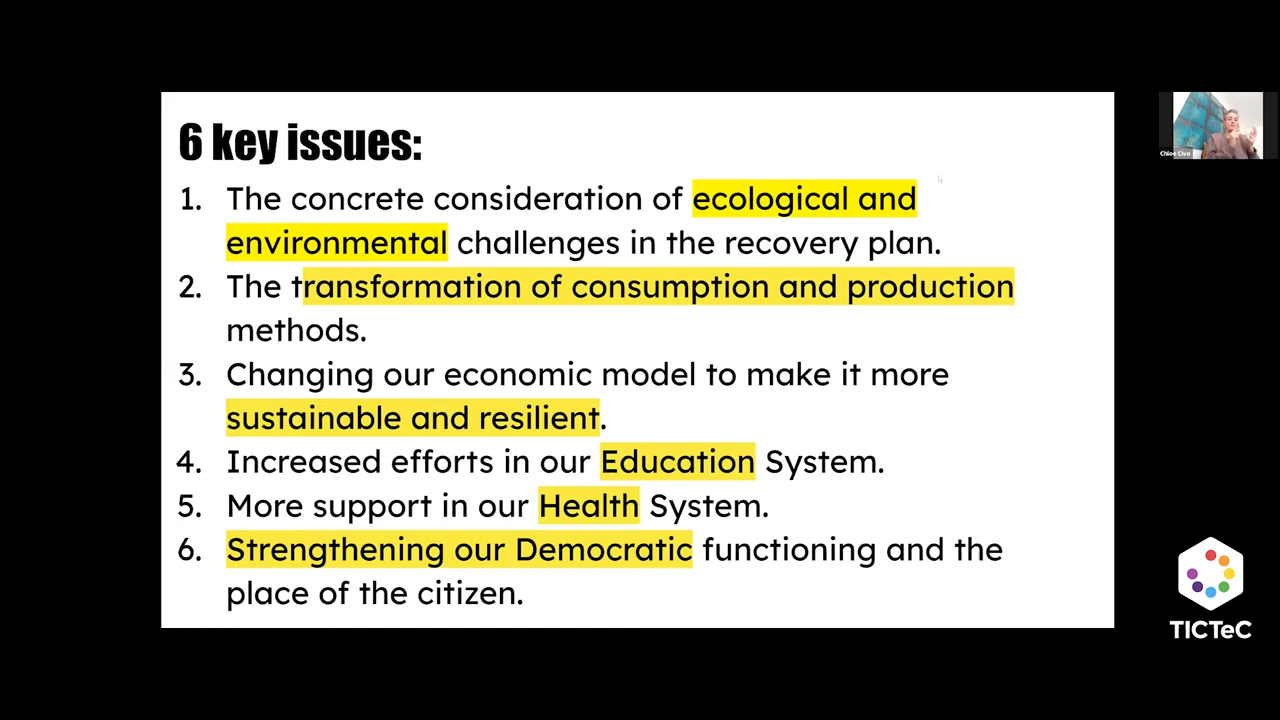 6 key issues:
1. The concrete consideration of ecological and
environmental challenges in the recovery plan.
2. The transformation of consumption and production
methods.
3. Changing our economic model to make it more
sustainable and resilient.
4. Increased efforts in our Education System.
5. More support in our Health System.
6. Strengthening our Democratic functioning and the
place of the citizen.
Chloe Civo
TICTeC